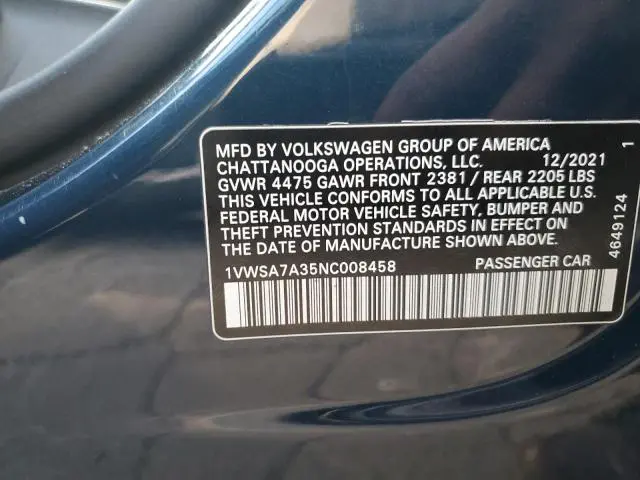 MFD BY VOLKSWAGEN GROUP OF AMERICA
CHATTANOOGA OPERATIONS, LLC. 12/2021
GVWR 4475 GAWR FRONT 2381 / REAR 2205 LBS
THIS VEHICLE CONFORMS TO ALL APPLICABLE U.S.
FEDERAL MOTOR VEHICLE SAFETY, BUMPER AND
THEFT PREVENTION STANDARDS IN EFFECT ON
THE DATE OF MANUFACTURE SHOWN ABOVE.
1VWSA7A35NC008458 PASSENGER CAR
4649124 1